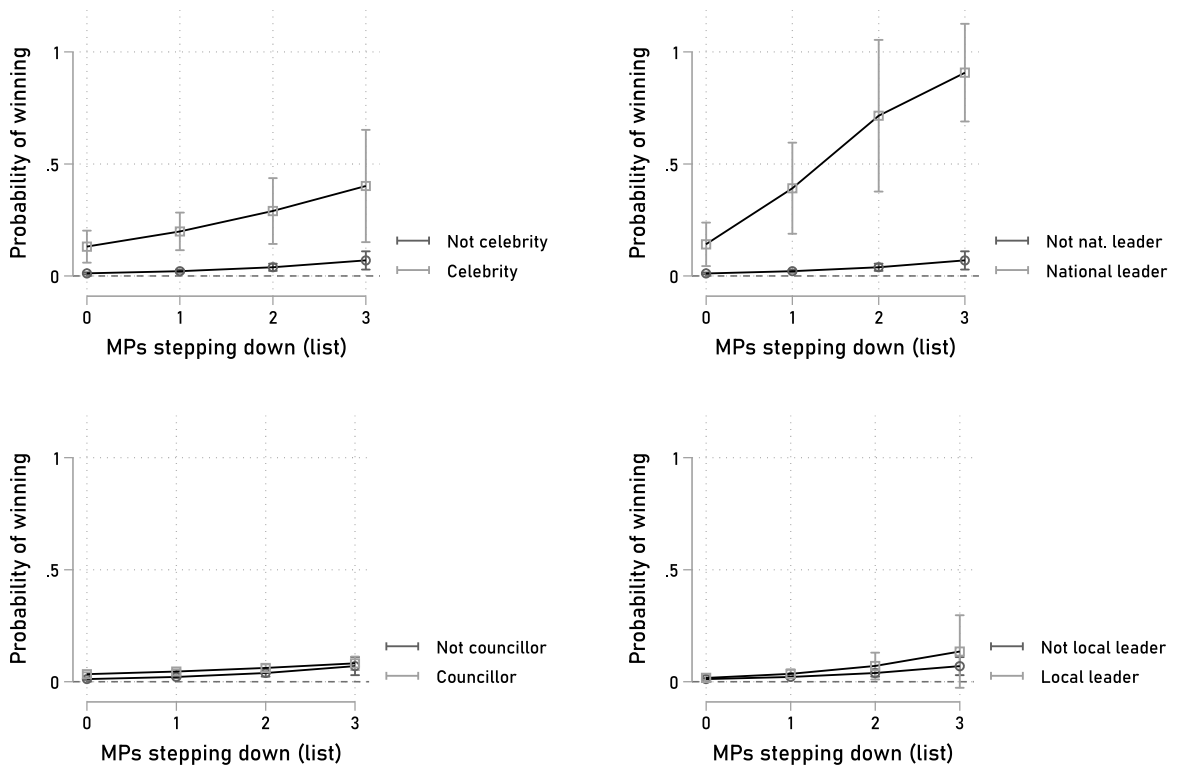 Probability of winning
1
.5
0
0 1 2 3
MPs stepping down (list)
Not celebrity
Celebrity
Probability of winning
1
.5
0
0 1 2 3
MPs stepping down (list)
Not nat. leader
National leader
Probability of winning
1
.5
0
0 1 2 3
MPs stepping down (list)
Not councillor
Councillor
Probability of winning
1
.5
0
0 1 2 3
MPs stepping down (list)
Not local leader
Local leader